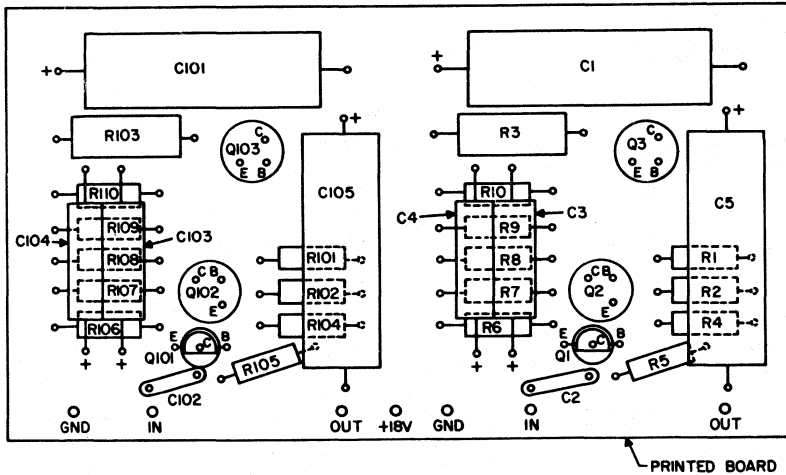 C101
C1
+
+
R103
R3
Q103
C
E
B
Q3
C
E
B
+
+
C105
C5
R110
R10
C104
C103
C4
C3
R109
R9
R108
R8
R107
R7
R106
R6
+
+
+
+
R101
R1
R102
R2
R104
R4
R105
R5
C
B
Q102
E
C
B
Q2
E
E
C
B
Q101
E
C
B
Q1
C102
C2
GND
IN
OUT
+18V
GND
IN
OUT
PRINTED BOARD